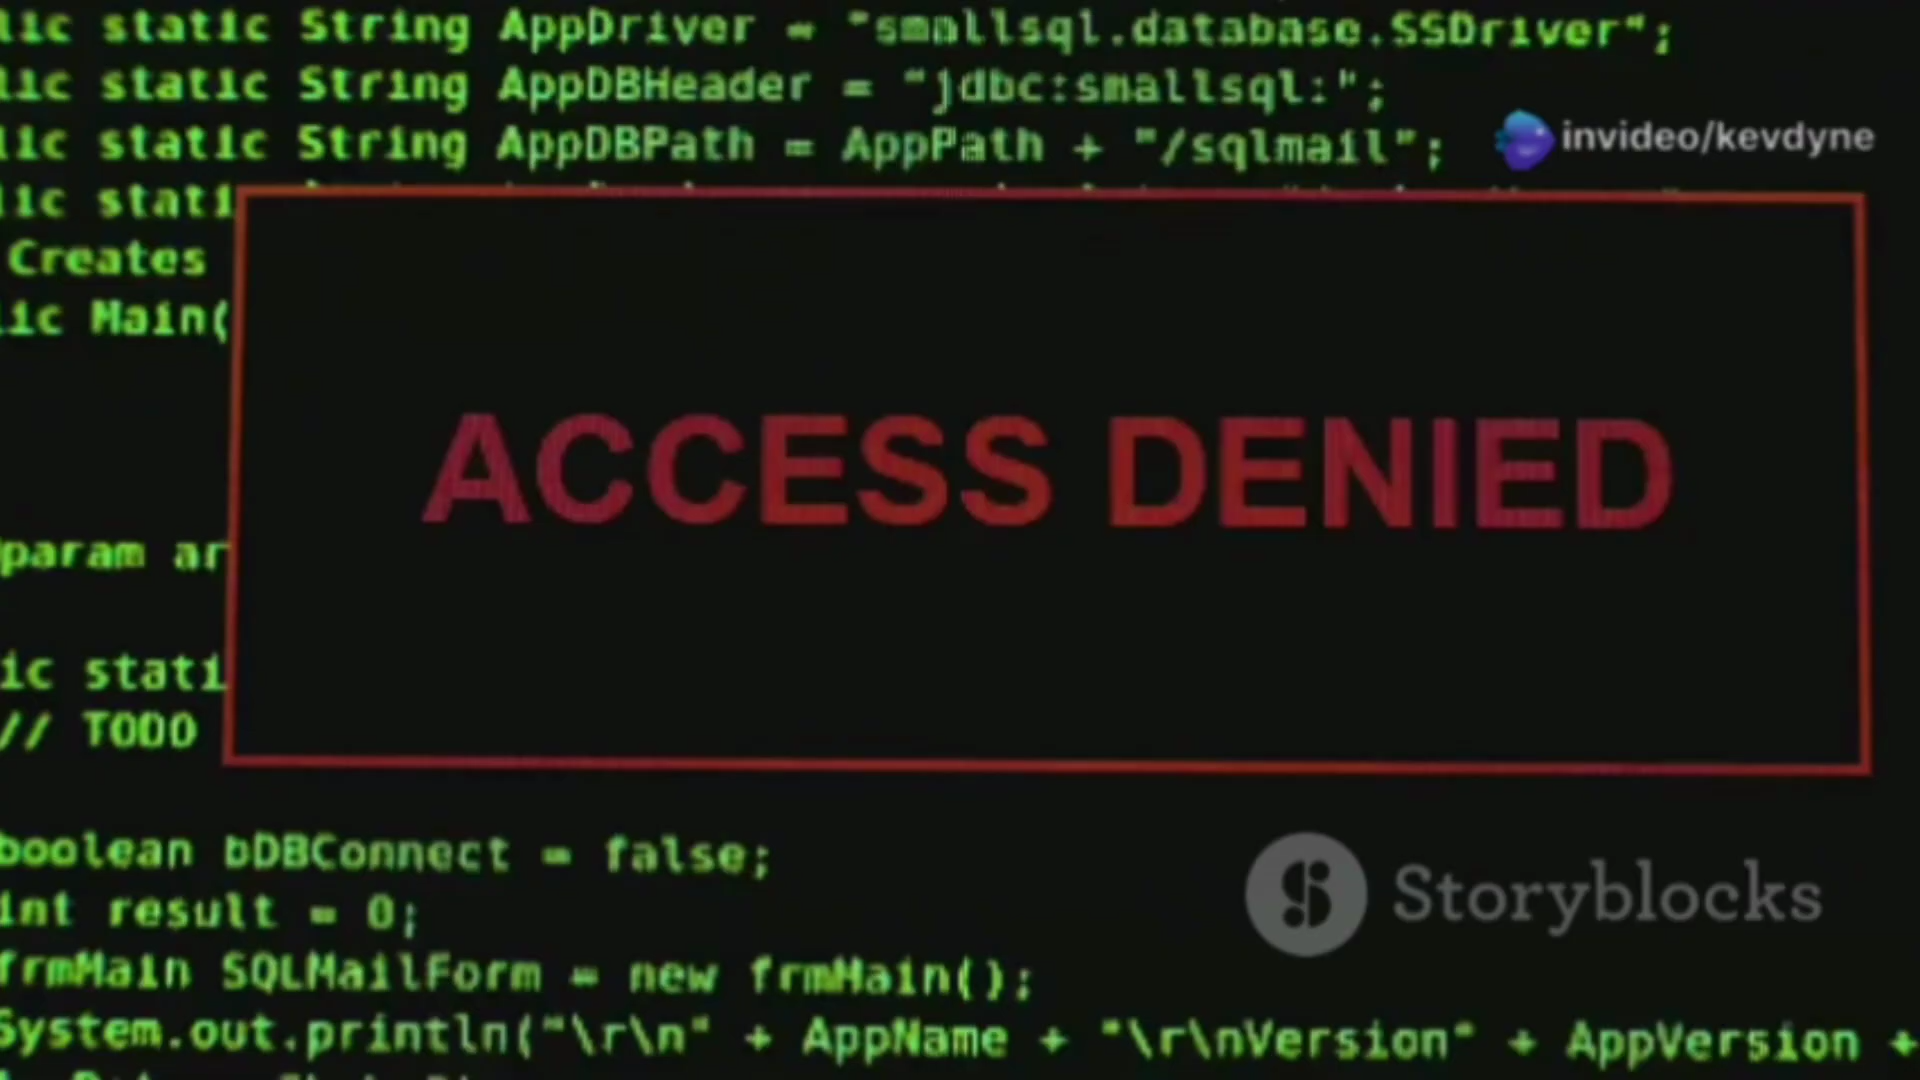 lic static String AppDriver = "smallsql.database.SSDriver";
lic static String AppDBHeader = "jdbc:smallsql:";
lic static String AppDBPath = AppPath + "/sqlmail";
invideo/kevdyne
lic stati
Creates
lic Main(
ACCESS DENIED
param ar
ic stati
// TODO
boolean bDBConnect = false;
int result = 0;
Storyblocks
frmMain SQLMailForm = new frmMain();
System.out.println("\r\n" + AppName + "\r\nVersion" + AppVersion +